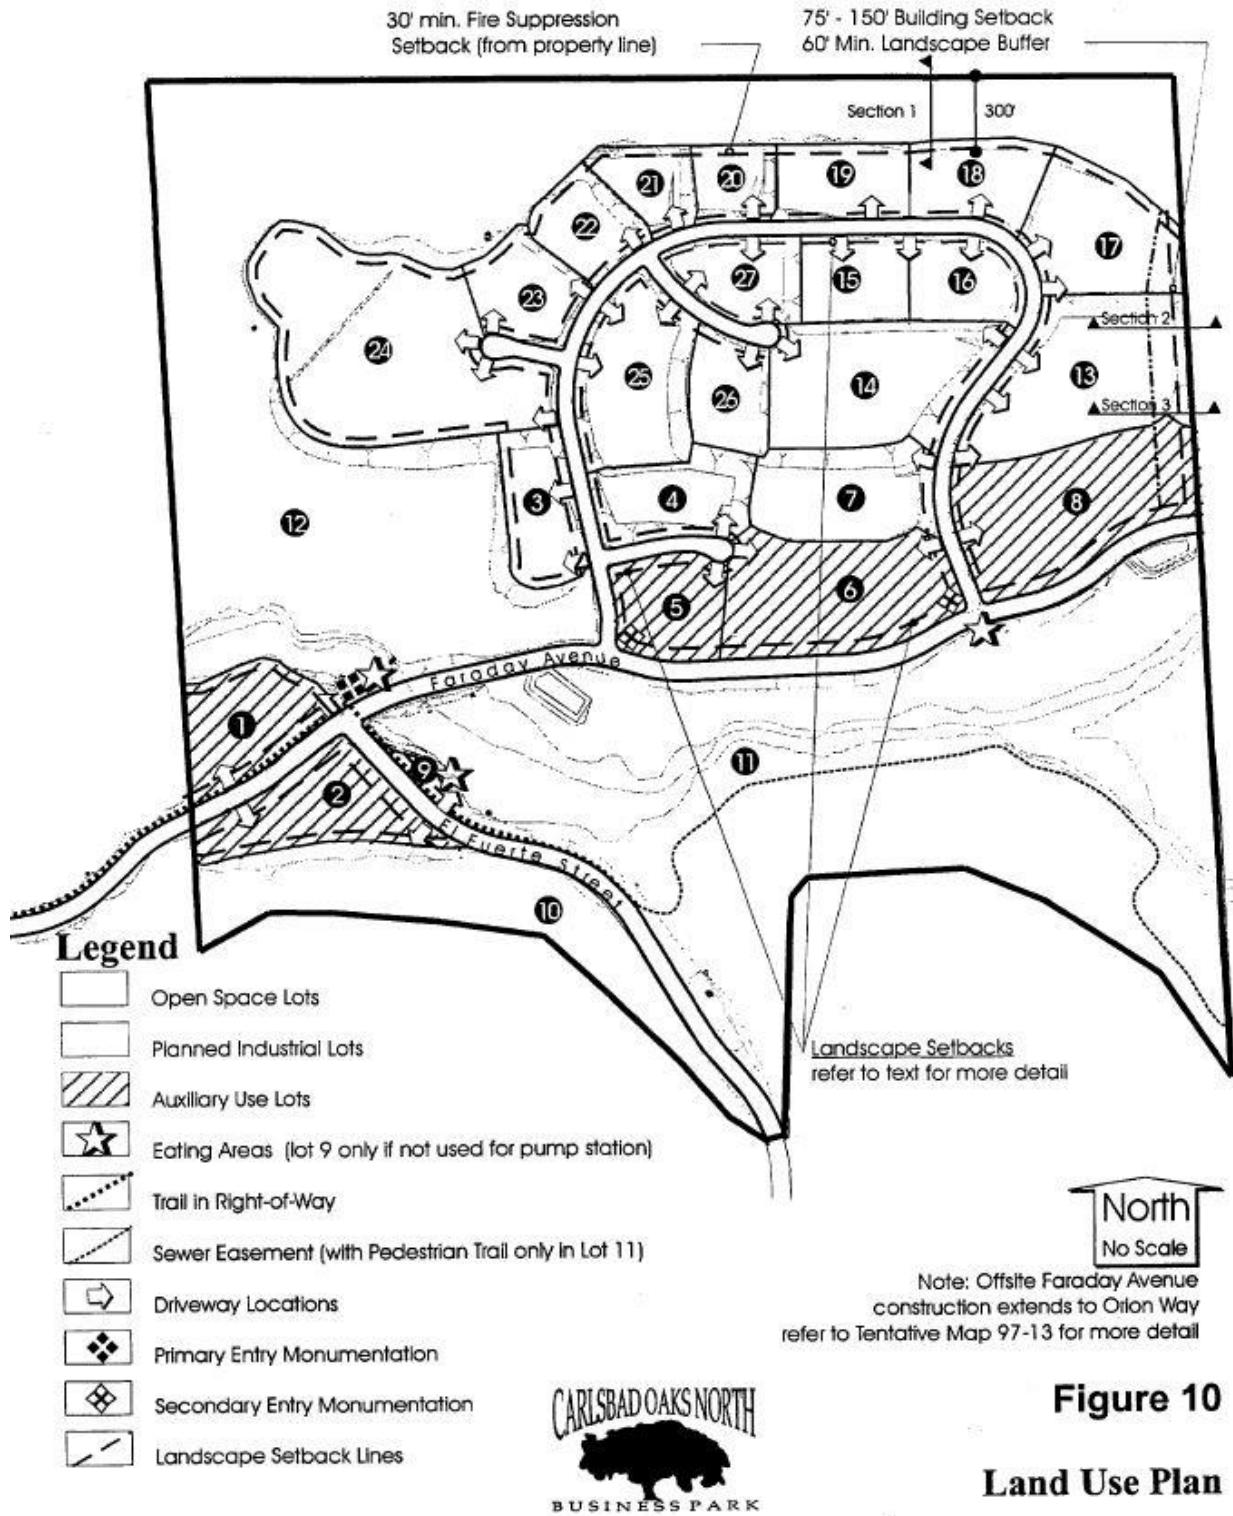 30' min. Fire Suppression
Setback (from property line)
75' - 150' Building Setback
60' Min. Landscape Buffer
Section 1
300'
21
20
19
18
22
17
23
27
15
16
Section 2
24
25
26
14
13
Section 3
12
3
4
7
8
5
6
Faraday Avenue
1
9
11
2
El Fuerte Street
10
Legend
Open Space Lots
Planned Industrial Lots
Auxiliary Use Lots
Eating Areas (lot 9 only if not used for pump station)
Trail in Right-of-Way
Sewer Easement (with Pedestrian Trail only in Lot 11)
Driveway Locations
Primary Entry Monumentation
Secondary Entry Monumentation
Landscape Setback Lines
Landscape Setbacks
refer to text for more detail
North
No Scale
Note: Offsite Faraday Avenue
construction extends to Orion Way
refer to Tentative Map 97-13 for more detail
CARLSBAD OAKS NORTH
BUSINESS PARK
Figure 10
Land Use Plan